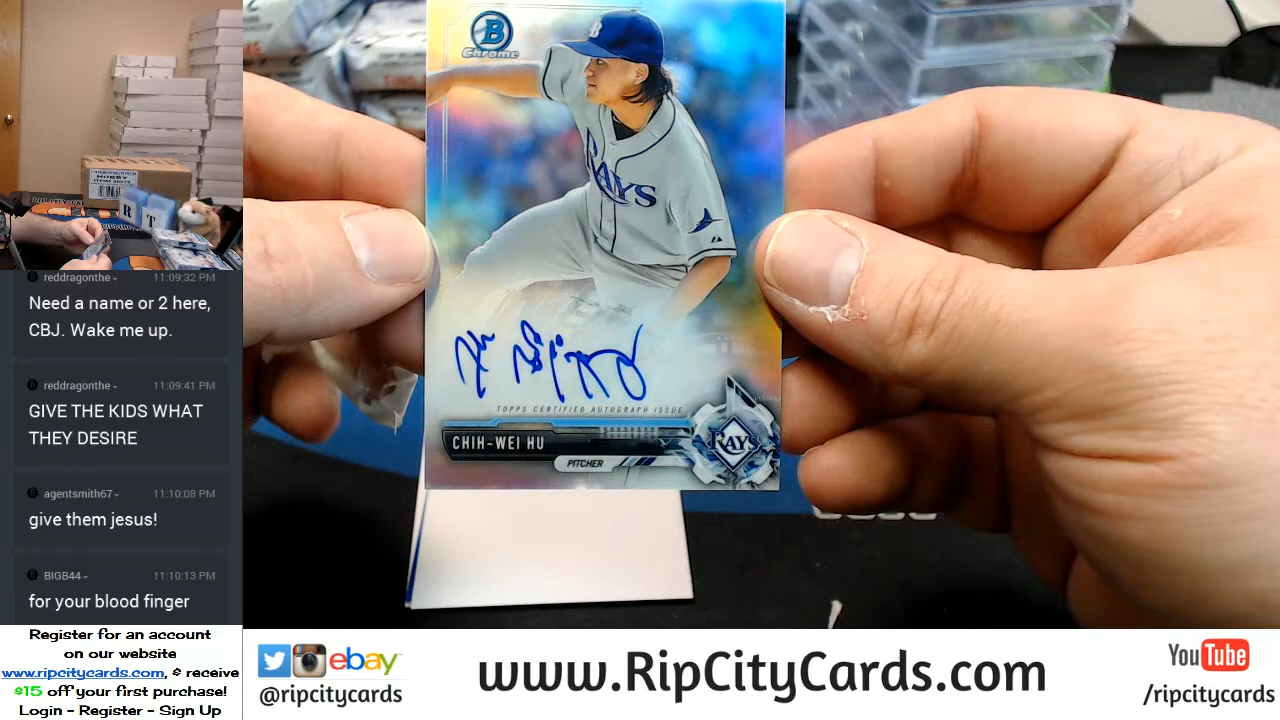 B
Chrome
B
RAYS
TOPPS CERTIFIED AUTOGRAPH ISSUE
CHIH-WEI HU
PITCHER
RAYS
HOBBY
R T
reddragonthe 11:09:32 PM
Need a name or 2 here,
CBJ. Wake me up.
reddragonthe 11:09:41 PM
GIVE THE KIDS WHAT
THEY DESIRE
agentsmith67 11:10:08 PM
give them jesus!
BIGB44 11:10:13 PM
for your blood finger
Register for an account
on our website
www.ripcitycards.com, & receive
$15 off your first purchase!
Login - Register - Sign Up
ebay
@ripcitycards
www.RipCityCards.com
YouTube
/ripcitycards